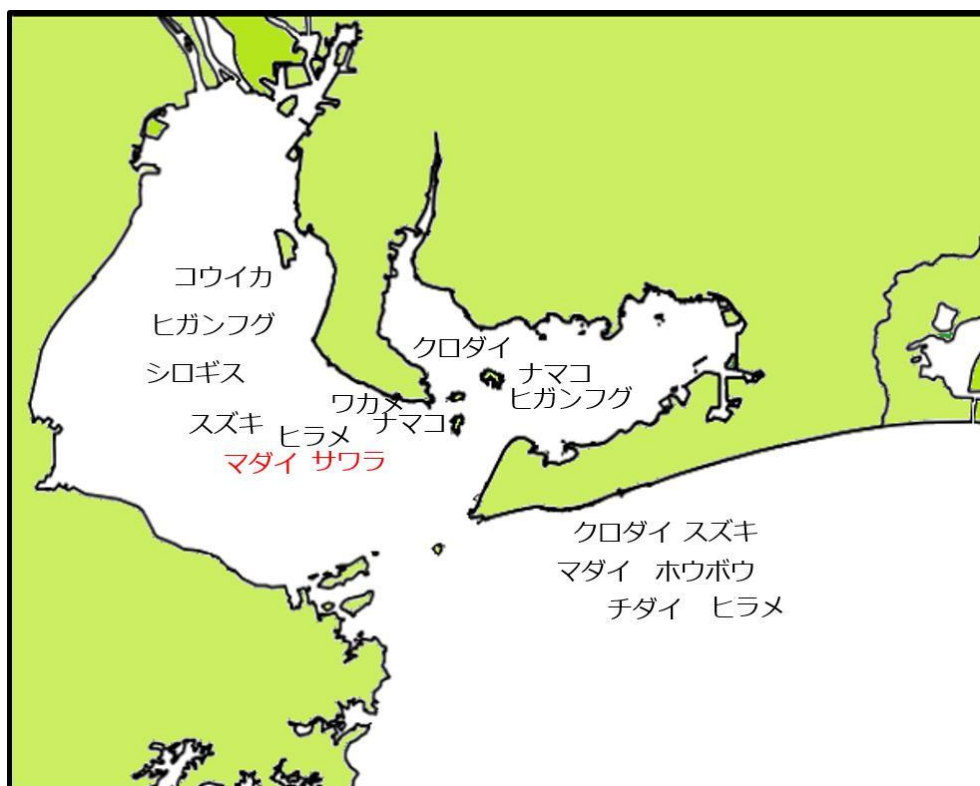 コウイカ
ヒガンフグ
シロギス
スズキ
ヒラメ
マダイ サワラ
ワカメ
ナマコ
クロダイ
ナマコ
ヒガンフグ
クロダイ スズキ
マダイ ホウボウ
チダイ ヒラメ